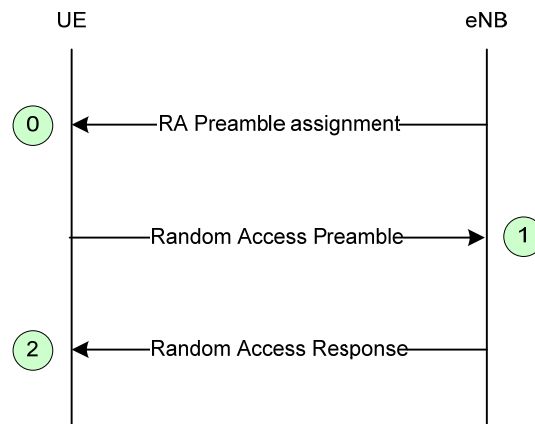 UE
eNB
0
RA Preamble assignment
Random Access Preamble
1
2
Random Access Response